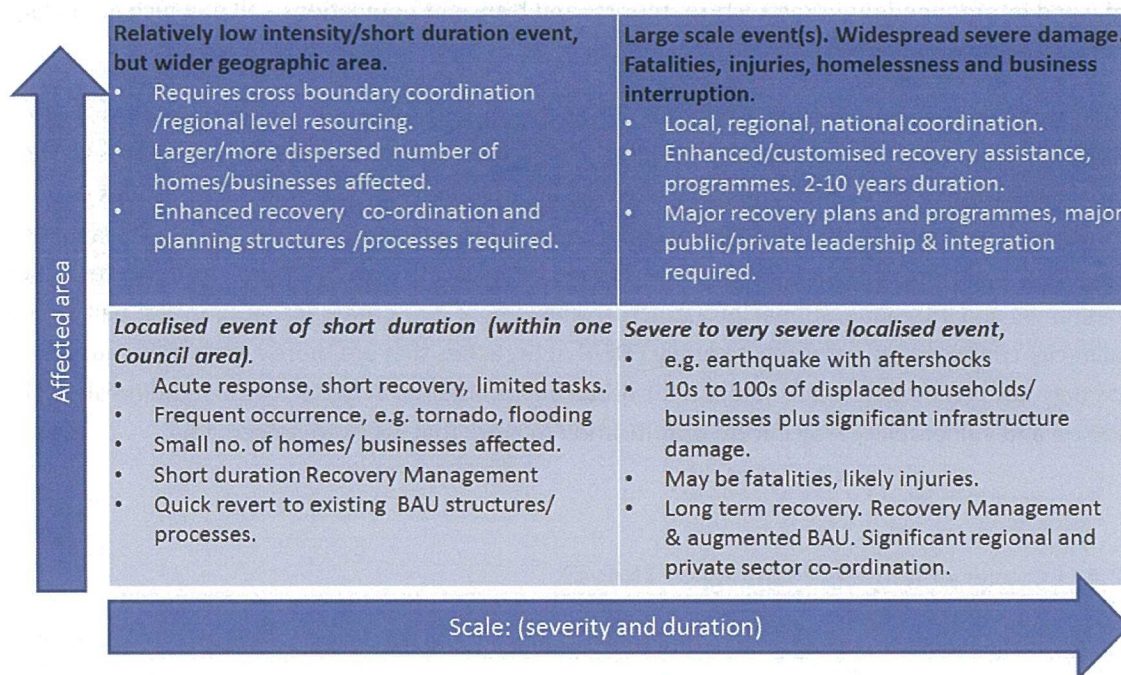 Affected area
Relatively low intensity/short duration event,
but wider geographic area.
• Requires cross boundary coordination
/regional level resourcing.
• Larger/more dispersed number of
homes/businesses affected.
• Enhanced recovery co-ordination and
planning structures /processes required.
Large scale event(s). Widespread severe damage.
Fatalities, injuries, homelessness and business
interruption.
• Local, regional, national coordination.
• Enhanced/customised recovery assistance,
programmes. 2-10 years duration.
• Major recovery plans and programmes, major
public/private leadership & integration
required.
Localised event of short duration (within one
Council area).
• Acute response, short recovery, limited tasks.
• Frequent occurrence, e.g. tornado, flooding
• Small no. of homes/ businesses affected.
• Short duration Recovery Management
• Quick revert to existing BAU structures/
processes.
Severe to very severe localised event,
• e.g. earthquake with aftershocks
• 10s to 100s of displaced households/
businesses plus significant infrastructure
damage.
• May be fatalities, likely injuries.
• Long term recovery. Recovery Management
& augmented BAU. Significant regional and
private sector co-ordination.
Scale: (severity and duration)